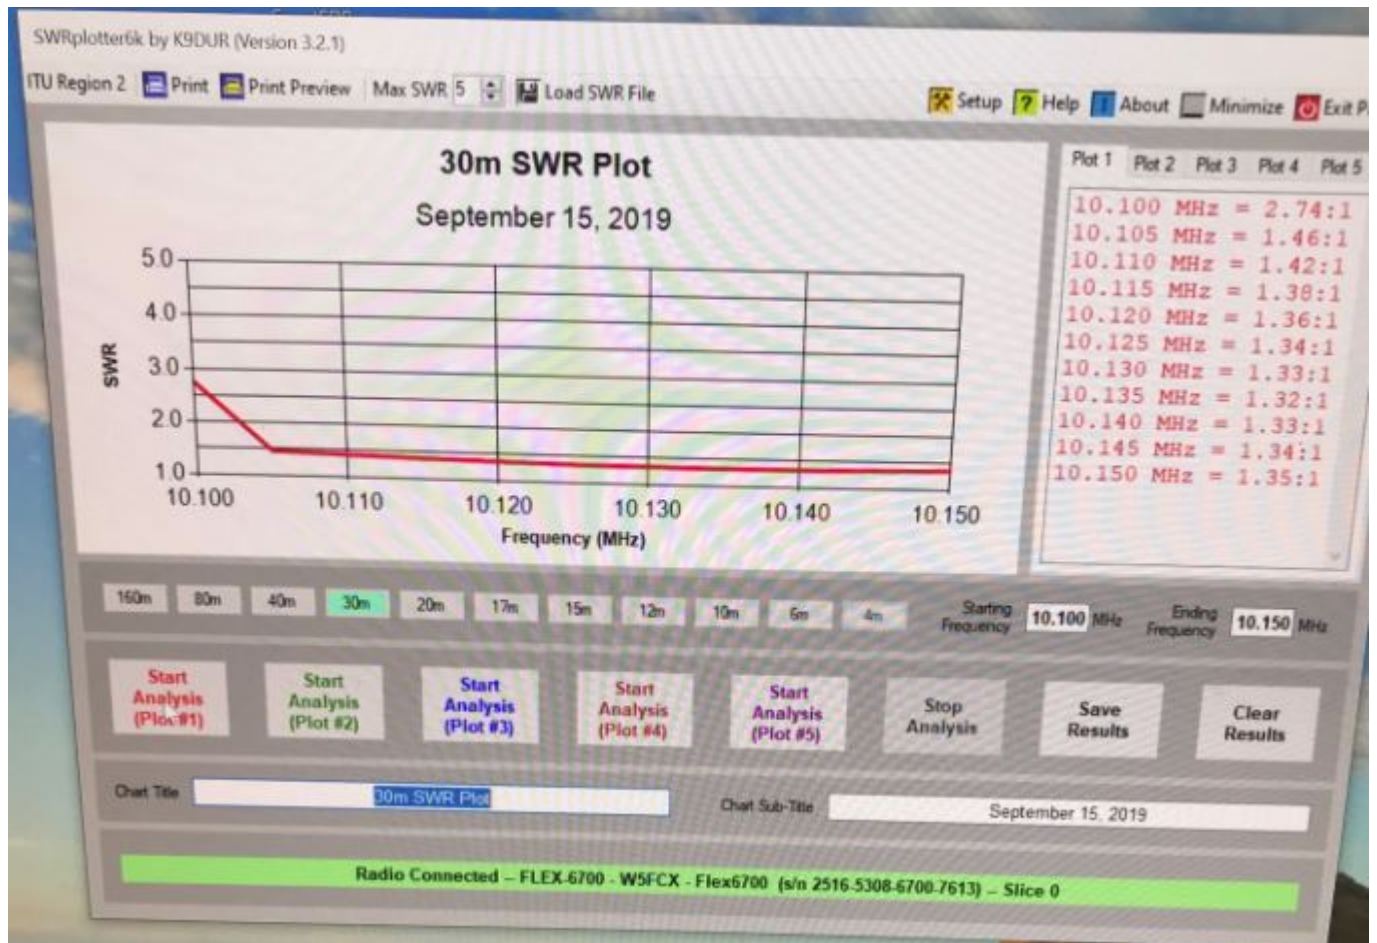 SWRplotter6k by K9DUR (Version 3.2.1)
ITU Region 2 Print Print Preview Max SWR 5 Load SWR File Setup Help About Minimize Exit P
30m SWR Plot
September 15, 2019
5.0
4.0
3.0
2.0
1.0
SWR
10.100 10.110 10.120 10.130 10.140 10.150
Frequency (MHz)
Plot 1 Plot 2 Plot 3 Plot 4 Plot 5
10.100 MHz = 2.74:1
10.105 MHz = 1.46:1
10.110 MHz = 1.42:1
10.115 MHz = 1.38:1
10.120 MHz = 1.36:1
10.125 MHz = 1.34:1
10.130 MHz = 1.33:1
10.135 MHz = 1.32:1
10.140 MHz = 1.33:1
10.145 MHz = 1.34:1
10.150 MHz = 1.35:1
160m 80m 40m 30m 20m 17m 15m 12m 10m 6m 4m
Starting
Frequency
10.100 MHz
Ending
Frequency
10.150 MHz
Start
Analysis
(Plot #1)
Start
Analysis
(Plot #2)
Start
Analysis
(Plot #3)
Start
Analysis
(Plot #4)
Start
Analysis
(Plot #5)
Stop
Analysis
Save
Results
Clear
Results
Chart Title 30m SWR Plot
Chart Sub-Title September 15, 2019
Radio Connected -- FLEX-6700 - W5FCX - Flex6700 (s/n 2516-5308-6700-7613) -- Slice 0